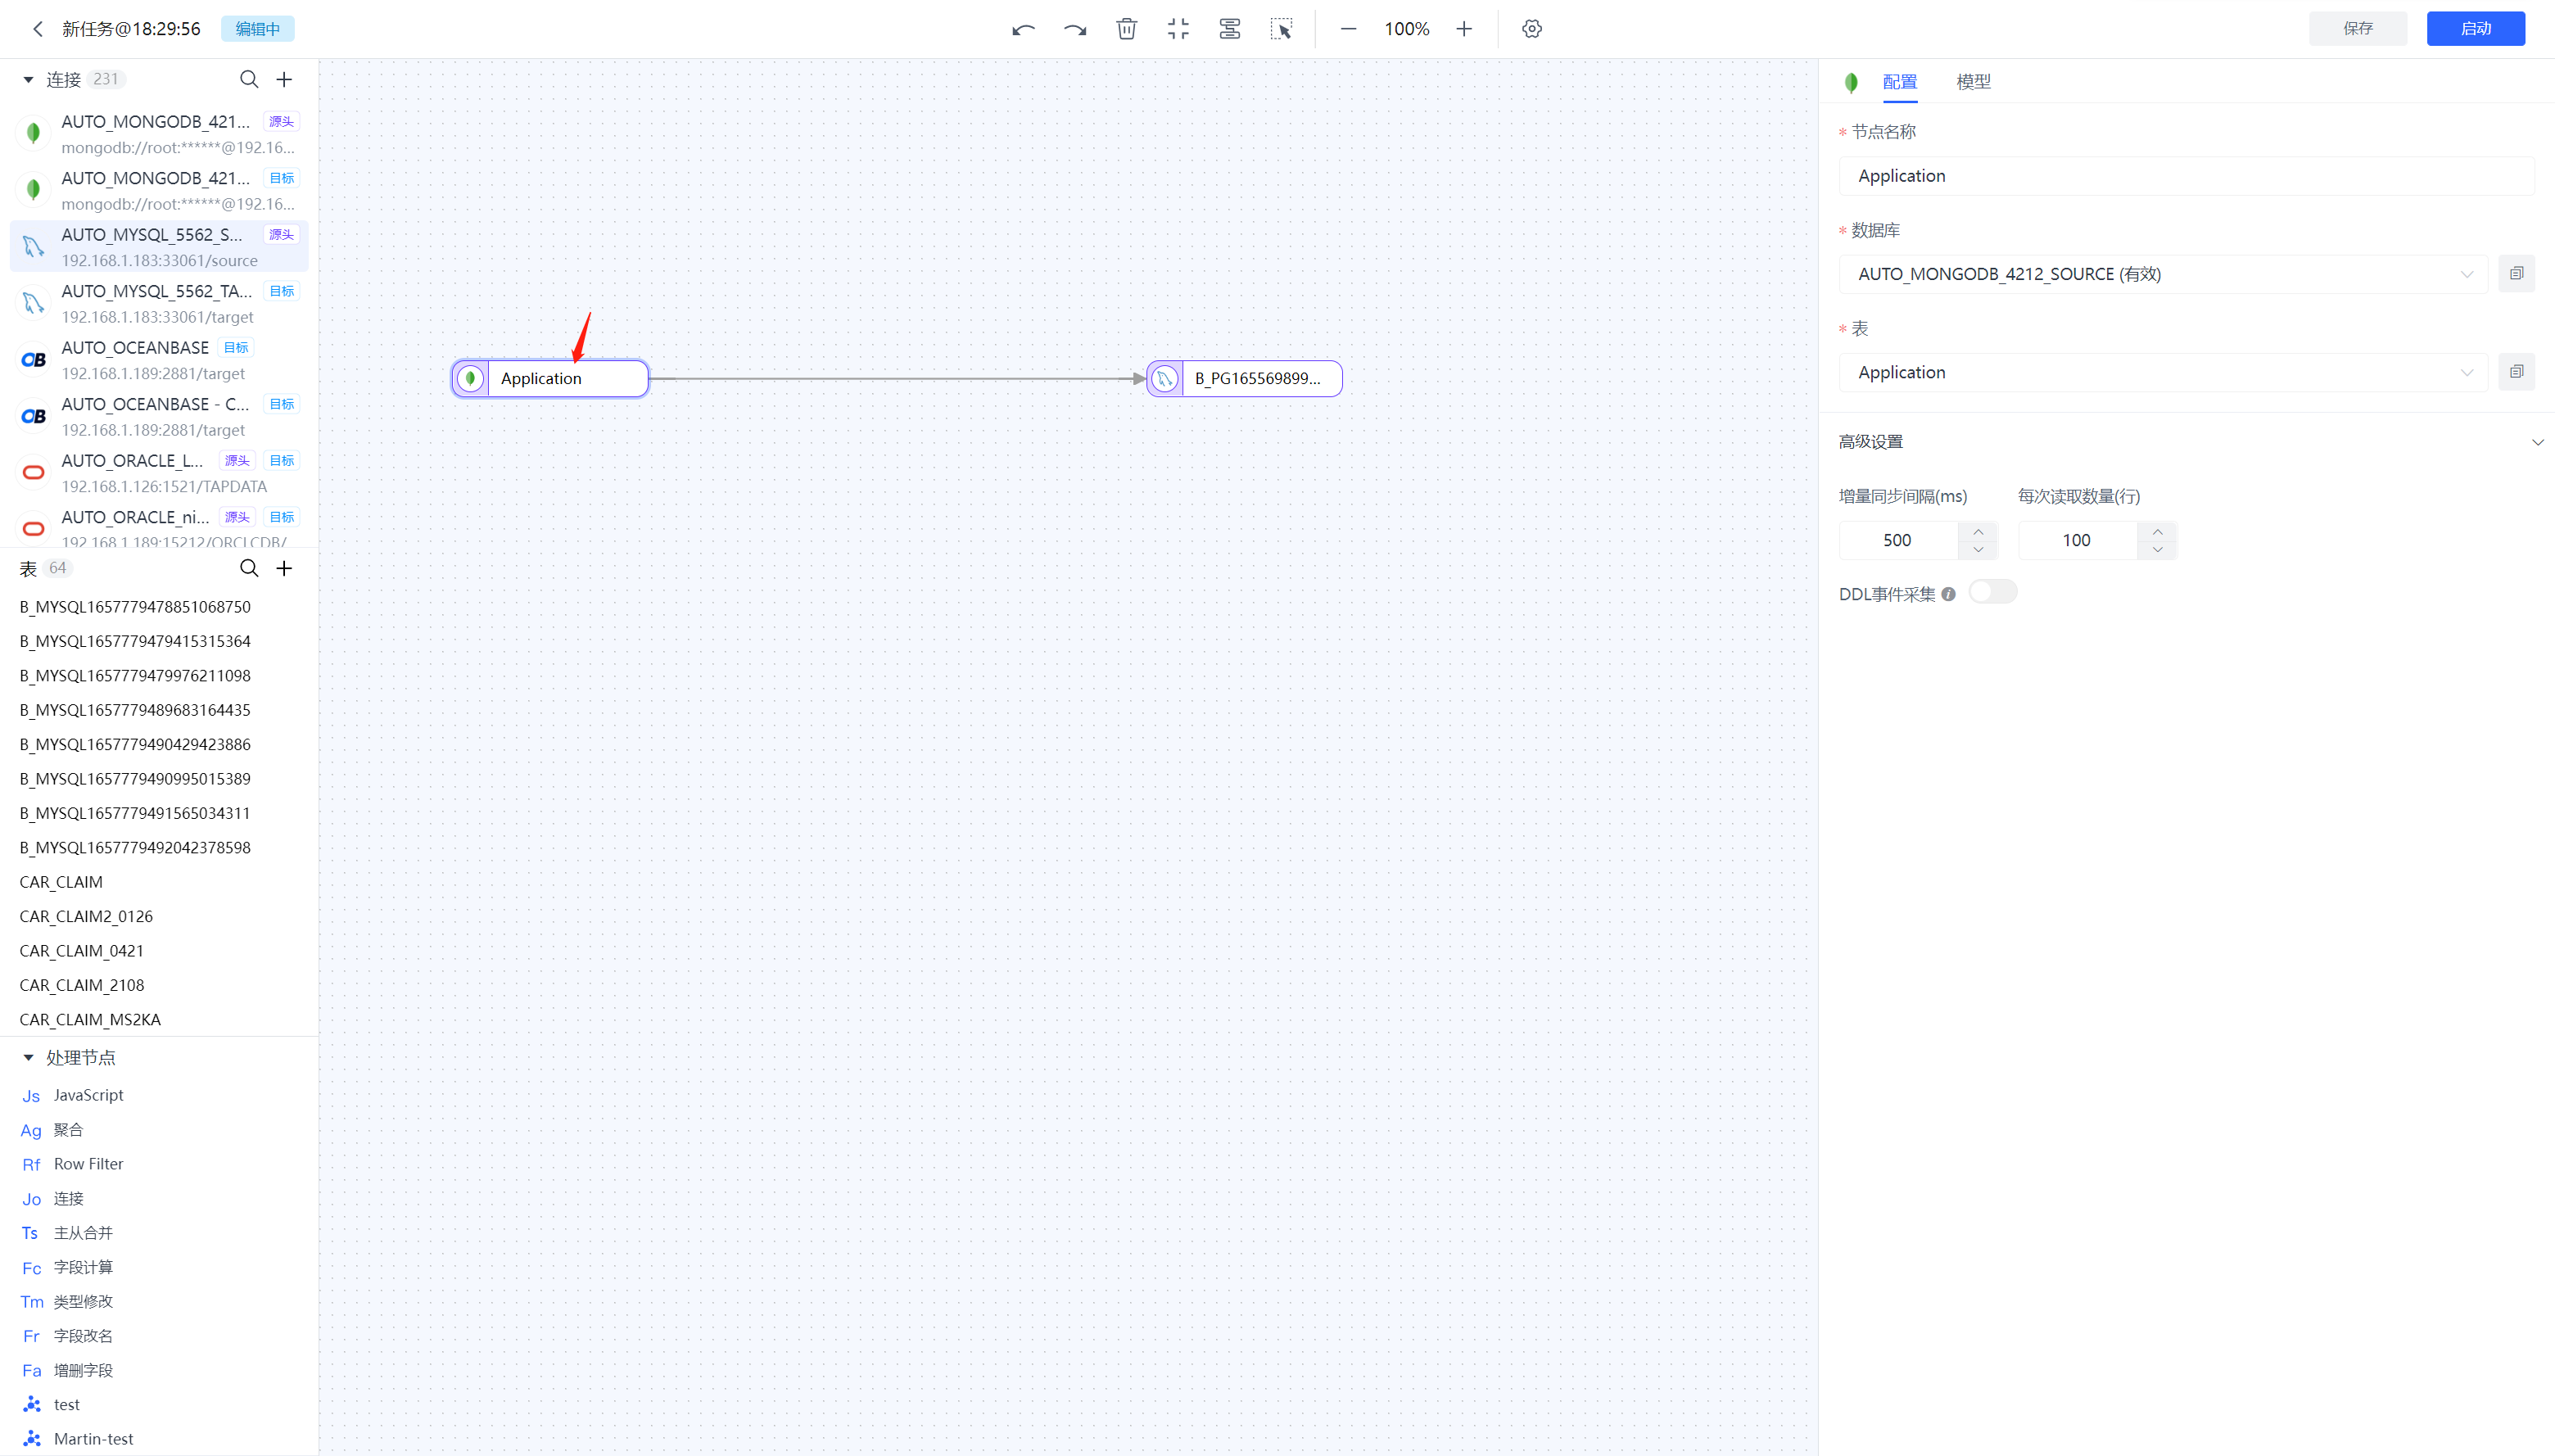 新任务@18:29:56 编辑中 100% 保存 启动
连接 231
AUTO_MONGODB_421... 源头
mongodb://root:******@192.16...
AUTO_MONGODB_421... 目标
mongodb://root:******@192.16...
AUTO_MYSQL_5562_S... 源头
192.168.1.183:33061/source
AUTO_MYSQL_5562_TA... 目标
192.168.1.183:33061/target
OB AUTO_OCEANBASE 目标
192.168.1.189:2881/target
OB AUTO_OCEANBASE - C... 目标
192.168.1.189:2881/target
AUTO_ORACLE_L... 源头 目标
192.168.1.126:1521/TAPDATA
AUTO_ORACLE_ni... 源头 目标
192.168.1.189:15212/ORCLCDB/
表 64
B_MYSQL1657779478851068750
B_MYSQL1657779479415315364
B_MYSQL1657779479976211098
B_MYSQL1657779489683164435
B_MYSQL1657779490429423886
B_MYSQL1657779490995015389
B_MYSQL1657779491565034311
B_MYSQL1657779492042378598
CAR_CLAIM
CAR_CLAIM2_0126
CAR_CLAIM_0421
CAR_CLAIM_2108
CAR_CLAIM_MS2KA
处理节点
Js JavaScript
Ag 聚合
Rf Row Filter
Jo 连接
Ts 主从合并
Fc 字段计算
Tm 类型修改
Fr 字段改名
Fa 增删字段
test
Martin-test
Application
B_PG165569899...
配置 模型
* 节点名称
Application
* 数据库
AUTO_MONGODB_4212_SOURCE (有效)
* 表
Application
高级设置
增量同步间隔(ms) 每次读取数量(行)
500 100
DDL事件采集